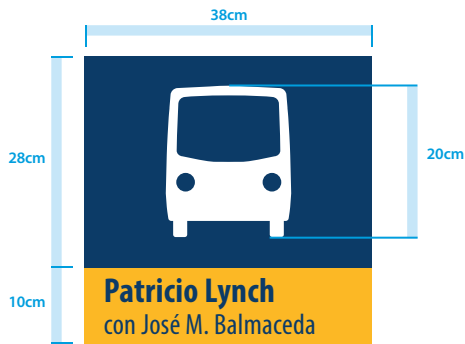 38cm
28cm
20cm
10cm
Patricio Lynch
con José M. Balmaceda